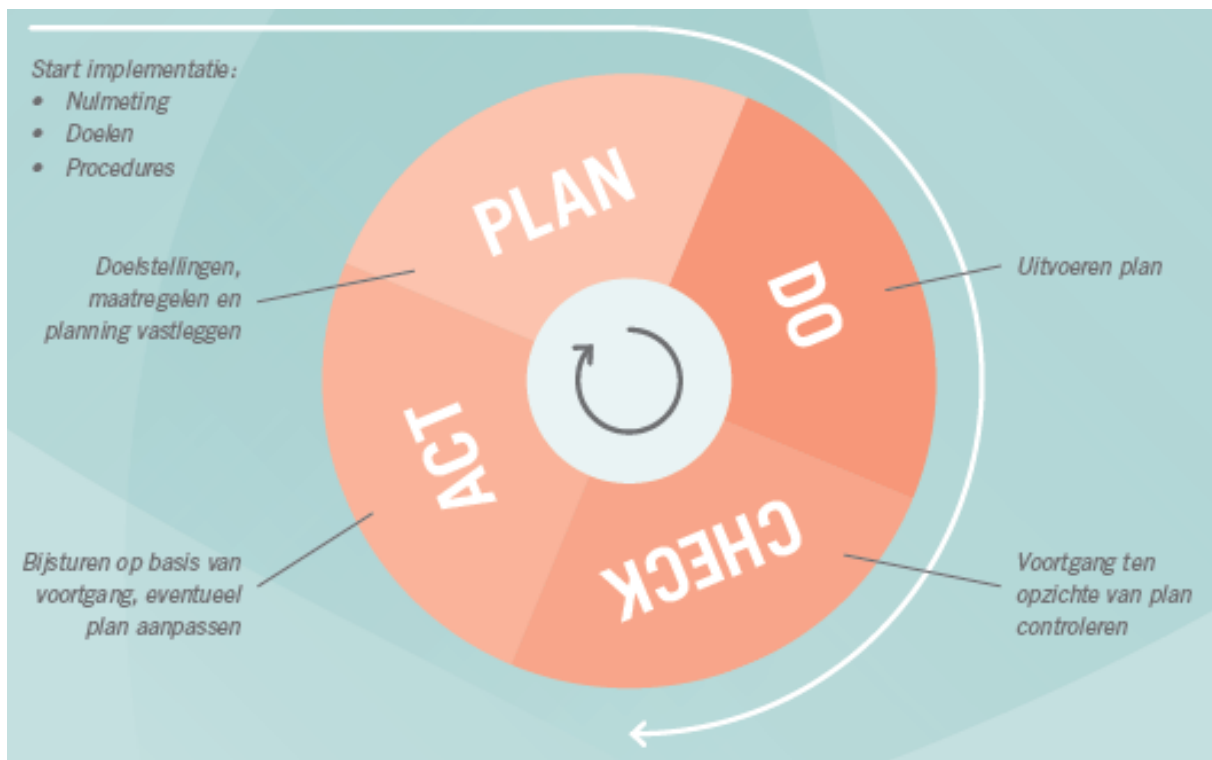 Start implementatie:
• Nulmeting
• Doelen
• Procedures
PLAN
Doelstellingen,
maatregelen en
planning vastleggen
DO
Uitvoeren plan
CHECK
Voortgang ten
opzichte van plan
controleren
ACT
Bijsturen op basis van
voortgang, eventueel
plan aanpassen